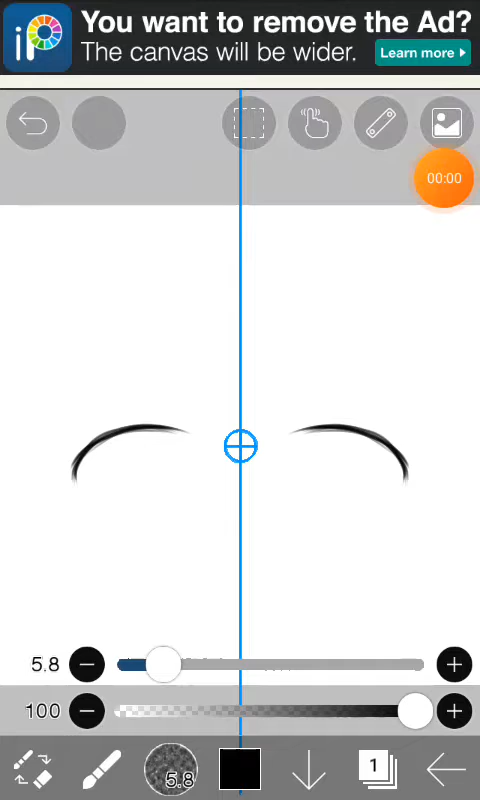 iP
You want to remove the Ad?
The canvas will be wider.
Learn more
00:00
5.8
100
5.8
1